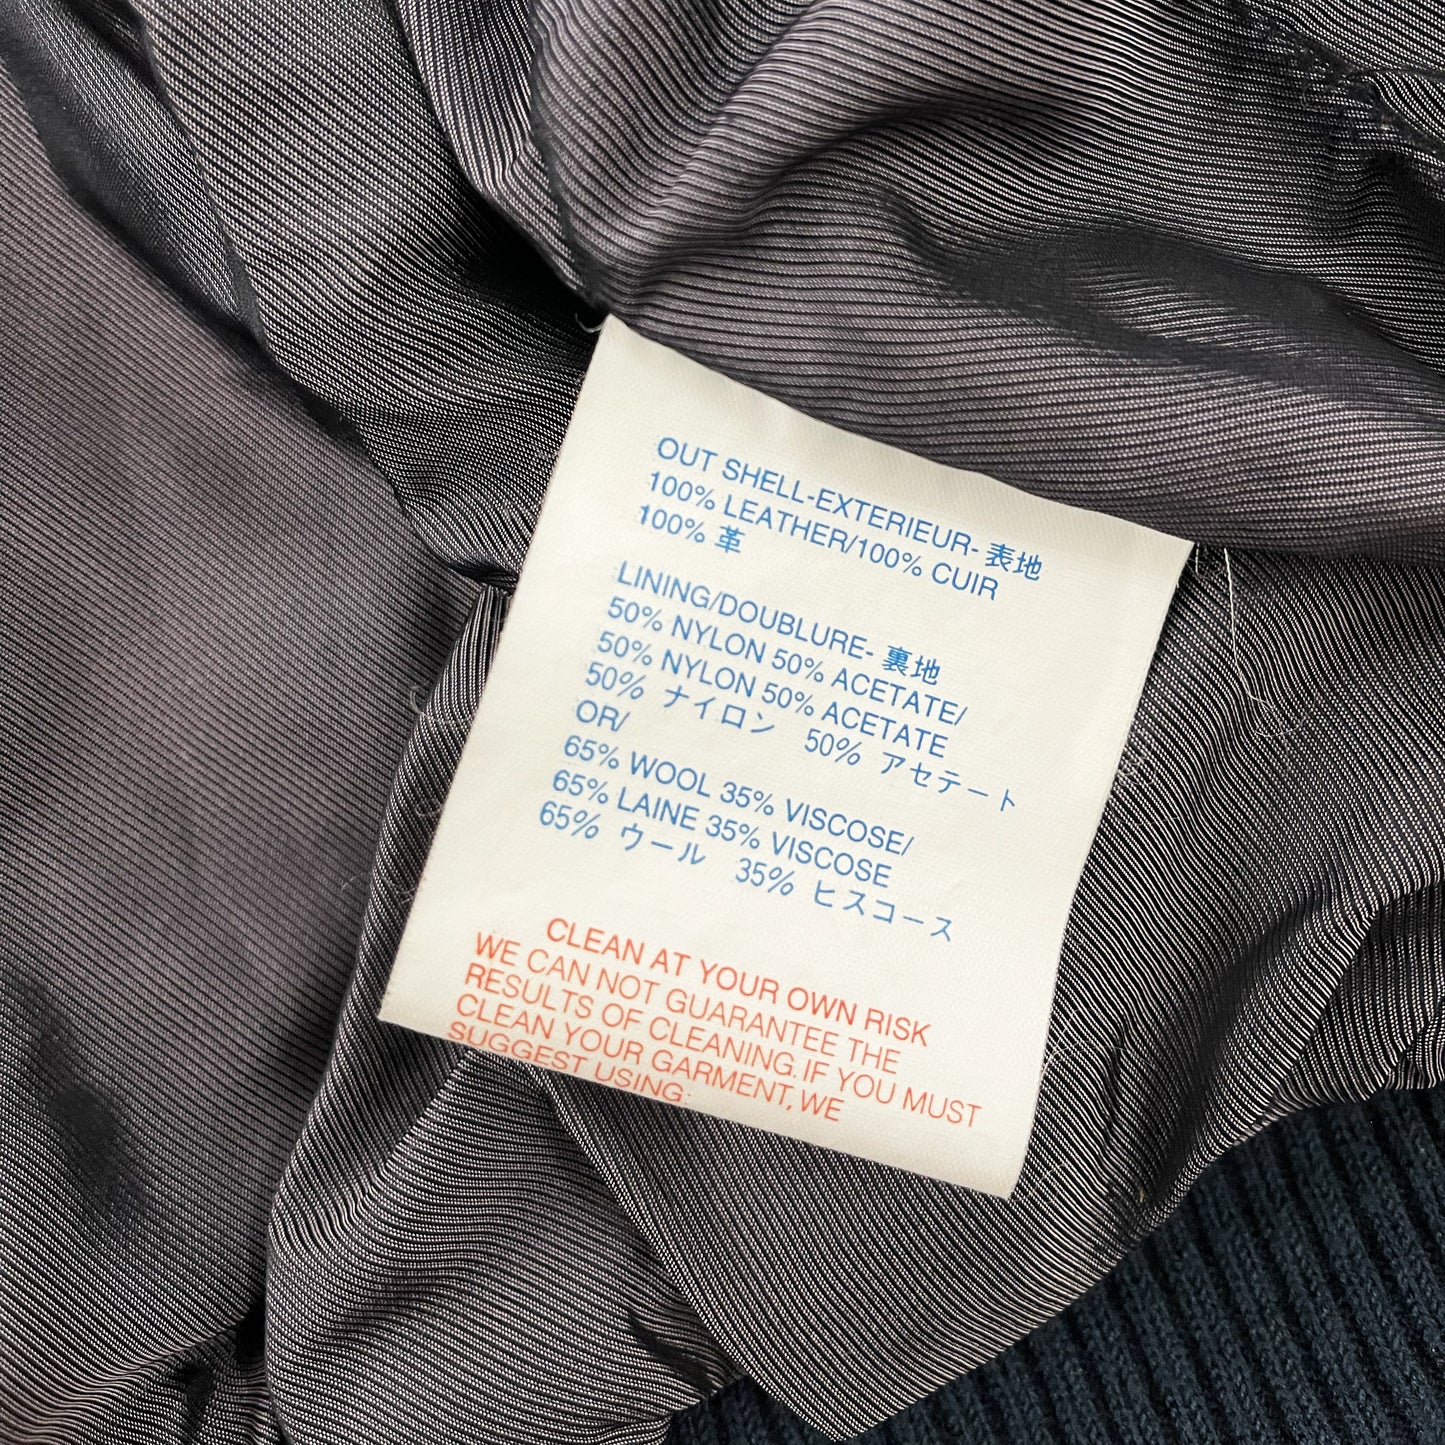 OUT SHELL-EXTERIEUR- 表地
100% LEATHER/100% CUIR
100% 革
LINING/DOUBLURE- 裏地
50% NYLON 50% ACETATE/
50% NYLON 50% ACETATE
50% ナイロン 50% アセテート
OR/
65% WOOL 35% VISCOSE/
65% LAINE 35% VISCOSE
65% ウール 35% ヒスコース
CLEAN AT YOUR OWN RISK
WE CAN NOT GUARANTEE THE
RESULTS OF CLEANING. IF YOU MUST
CLEAN YOUR GARMENT, WE
SUGGEST USING: